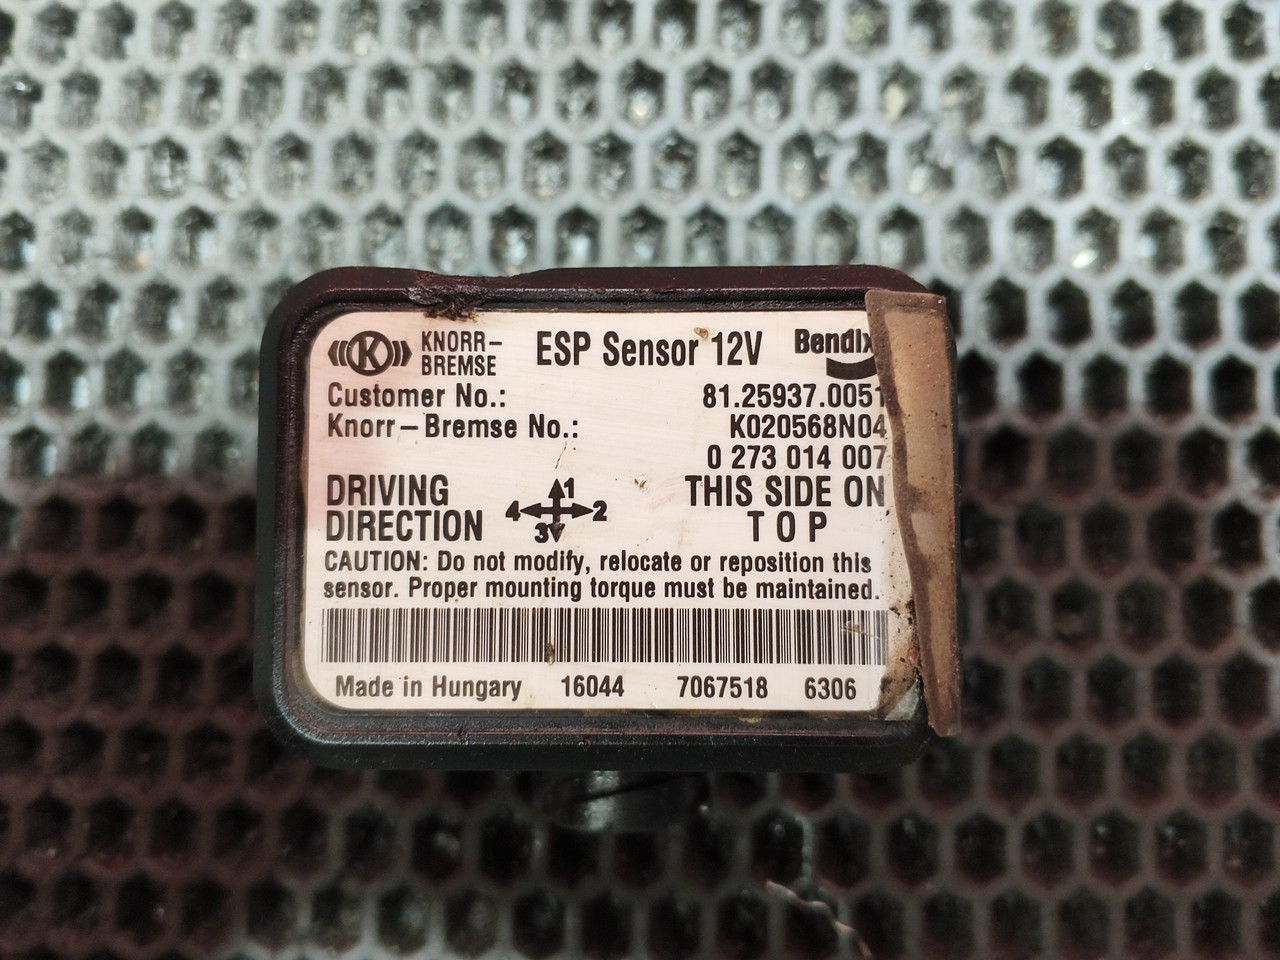 K KNORR-BREMSE ESP Sensor 12V Bendix
Customer No.: 81.25937.0051
Knorr-Bremse No.: K020568N04
0 273 014 007
DRIVING DIRECTION 1 2 3 4 THIS SIDE ON TOP
CAUTION: Do not modify, relocate or reposition this
sensor. Proper mounting torque must be maintained.
Made in Hungary 16044 7067518 6306